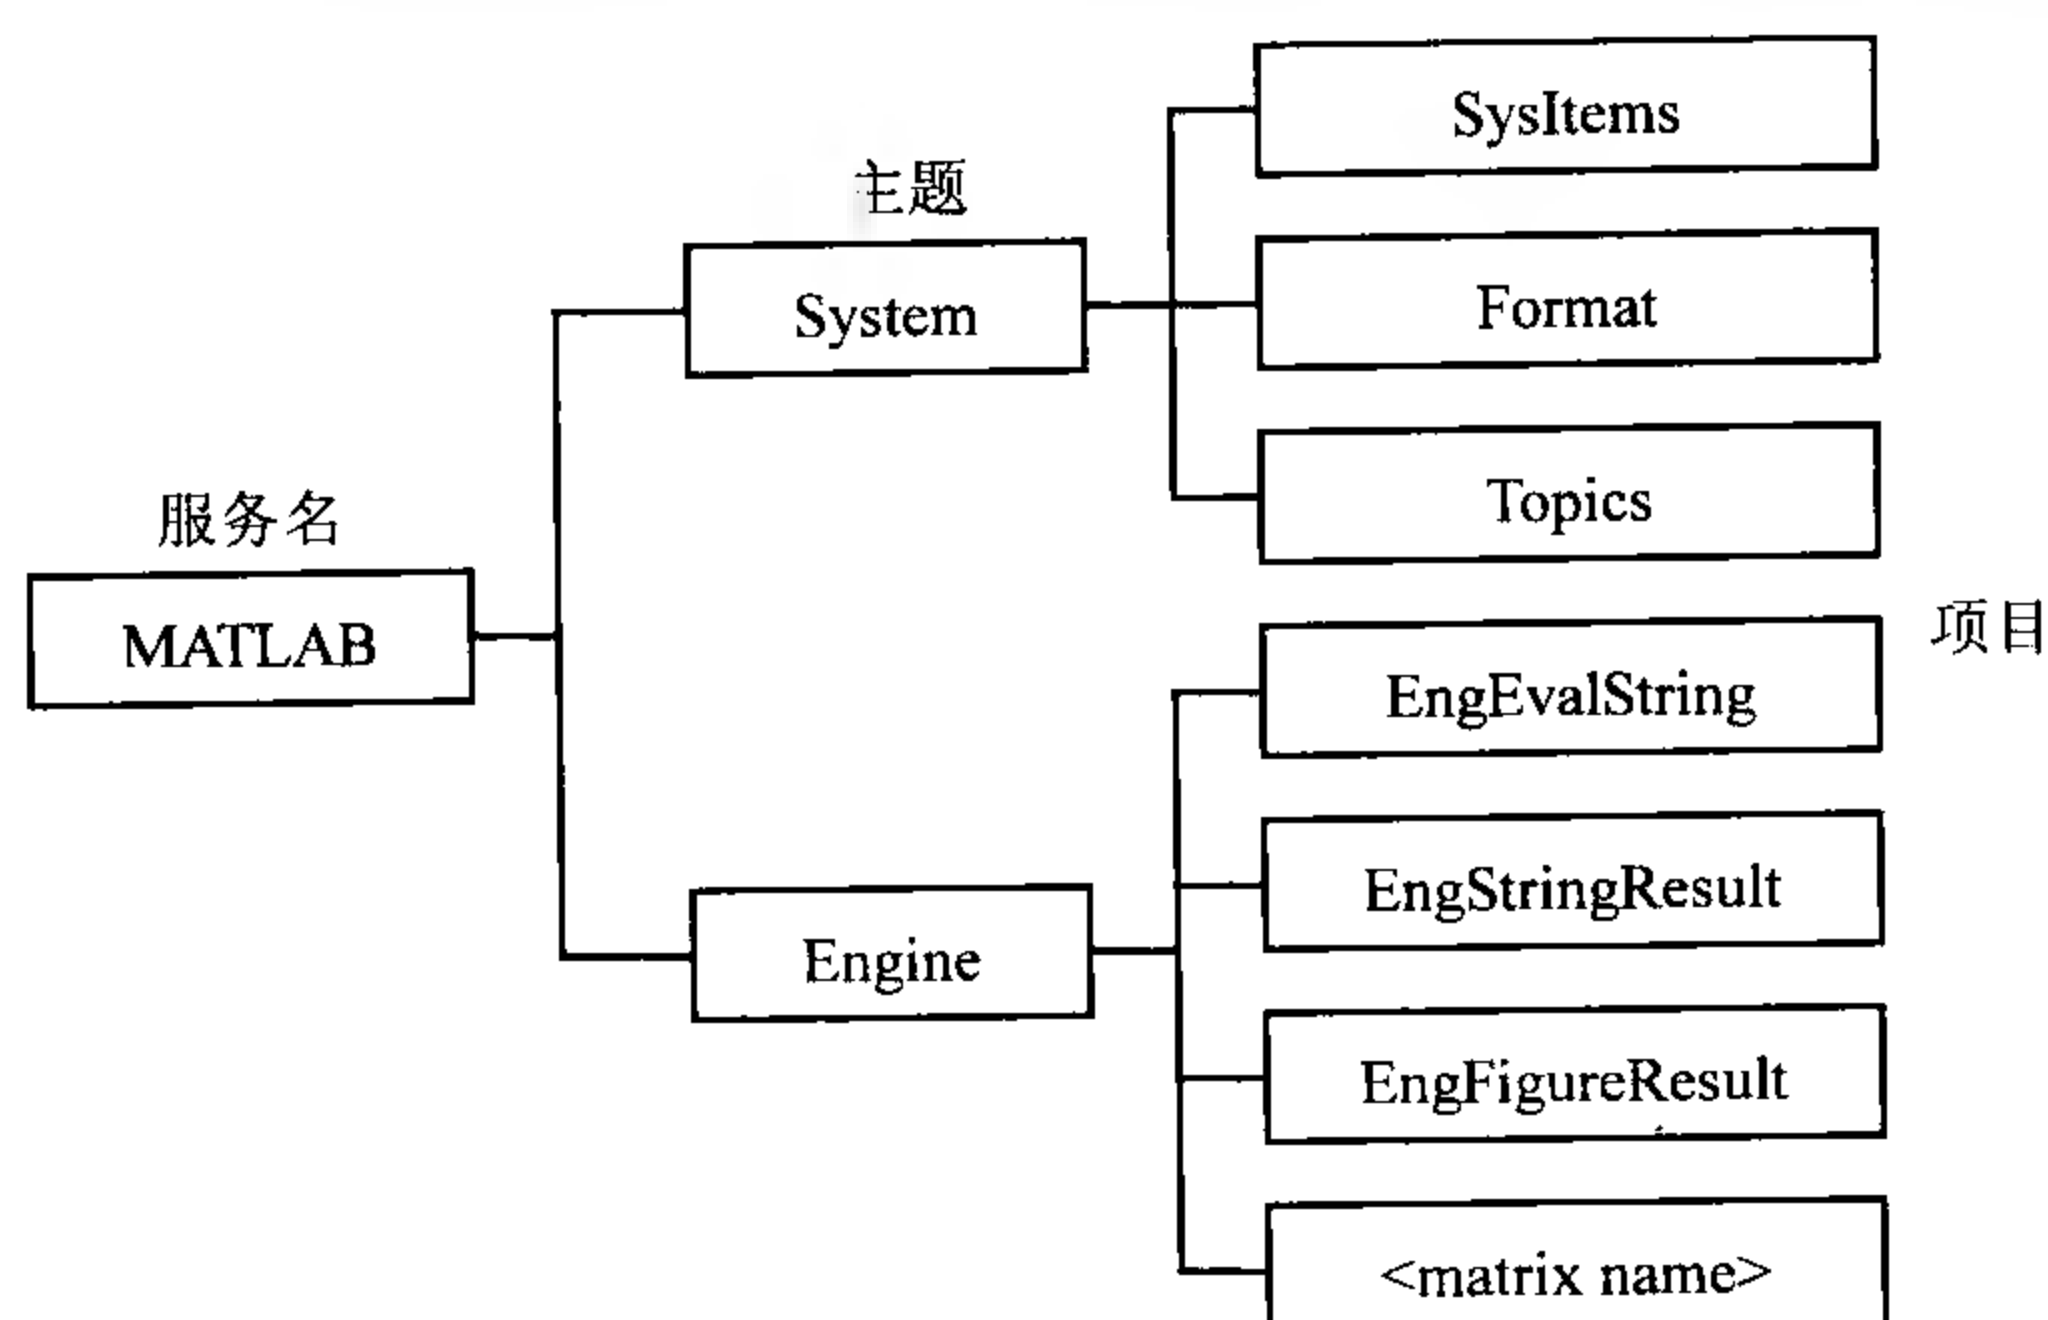 SysItems
主题
System
Format
Topics
服务名
MATLAB
项目
EngEvalString
EngStringResult
Engine
EngFigureResult
<matrix name>